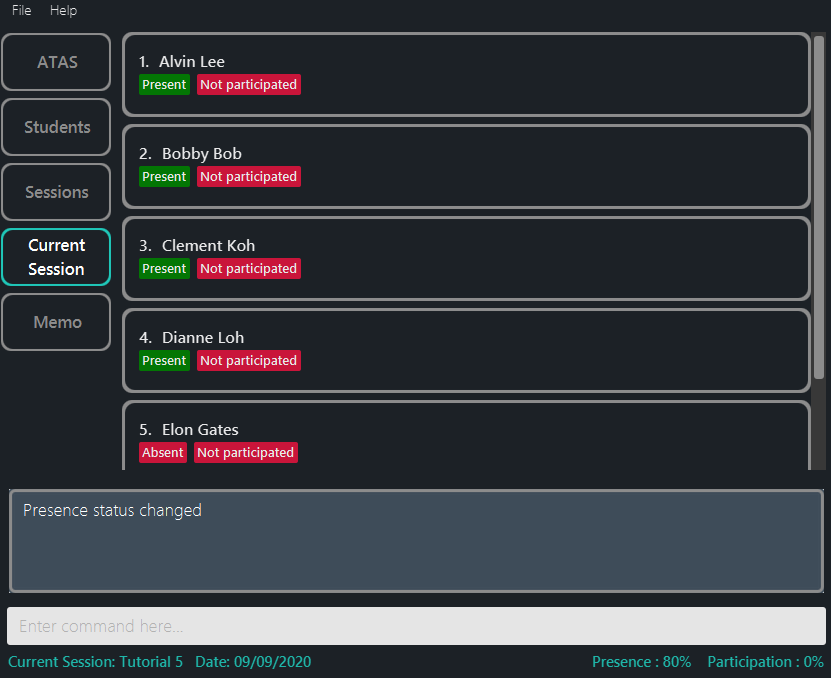 File Help
ATAS
Students
Sessions
Current
Session
Memo
1. Alvin Lee
Present Not participated
2. Bobby Bob
Present Not participated
3. Clement Koh
Present Not participated
4. Dianne Loh
Present Not participated
5. Elon Gates
Absent Not participated
Presence status changed
Enter command here...
Current Session: Tutorial 5 Date: 09/09/2020 Presence : 80% Participation : 0%